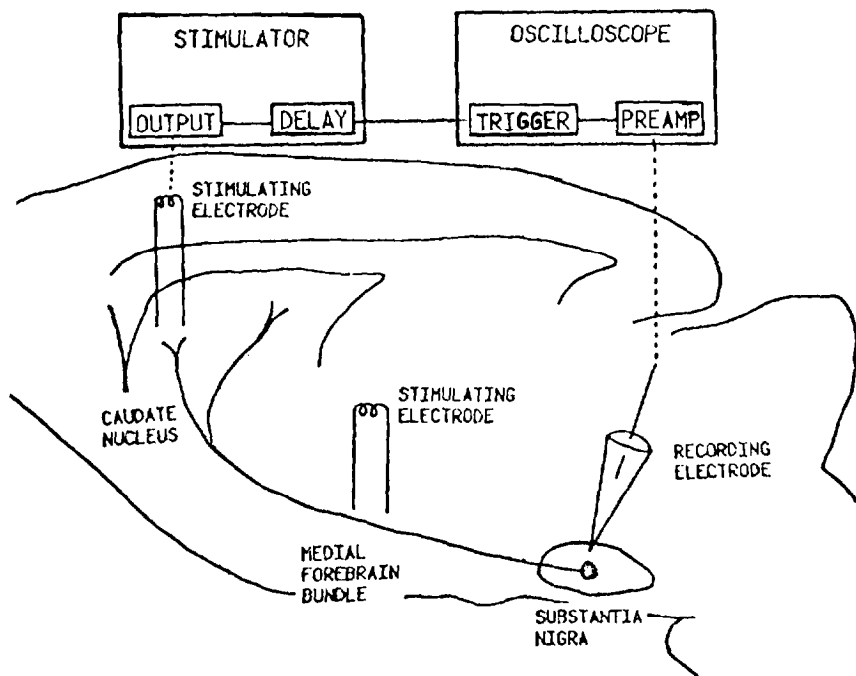 STIMULATOR
OSCILLOSCOPE
OUTPUT
DELAY
TRIGGER
PREAMP
STIMULATING
ELECTRODE
CAUDATE
NUCLEUS
STIMULATING
ELECTRODE
RECORDING
ELECTRODE
MEDIAL
FOREBRAIN
BUNDLE
SUBSTANTIA
NIGRA